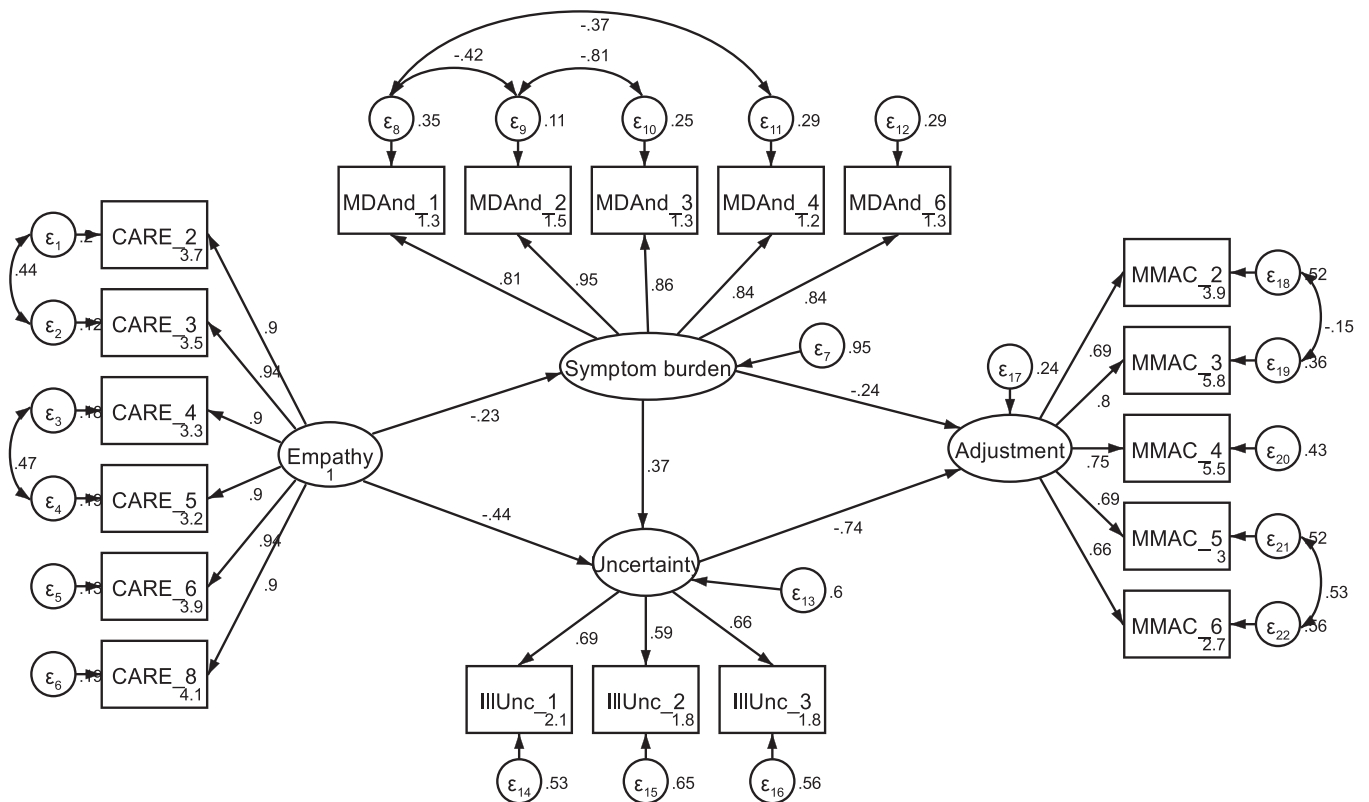 -.37
-.42
-.81
ε8 .35
ε9 .11
ε10 .25
ε11 .29
ε12 .29
MDAnd_1
1.3
MDAnd_2
1.5
MDAnd_3
1.3
MDAnd_4
1.2
MDAnd_6
1.3
.81
.95
.86
.84
.84
ε1 .2
CARE_2
3.7
.44
ε2 .12
CARE_3
3.5
ε3
CARE_4
3.3
.47
ε4 .19
CARE_5
3.2
ε5 .13
CARE_6
3.9
ε6 .19
CARE_8
4.1
.9
.94
.9
.9
.94
.9
Empathy
1
-.23
-.44
Symptom burden
ε7 .95
.37
-.24
Uncertainty
ε13 .6
-.74
.69
.59
.66
IllUnc_1
2.1
IllUnc_2
1.8
IllUnc_3
1.8
ε14 .53
ε15 .65
ε16 .56
ε17 .24
Adjustment
.69
.8
.75
.69
.66
MMAC_2
3.9
ε18 .52
-.15
MMAC_3
5.8
ε19 .36
MMAC_4
5.5
ε20 .43
MMAC_5
3
ε21 .52
.53
MMAC_6
2.7
ε22 .56